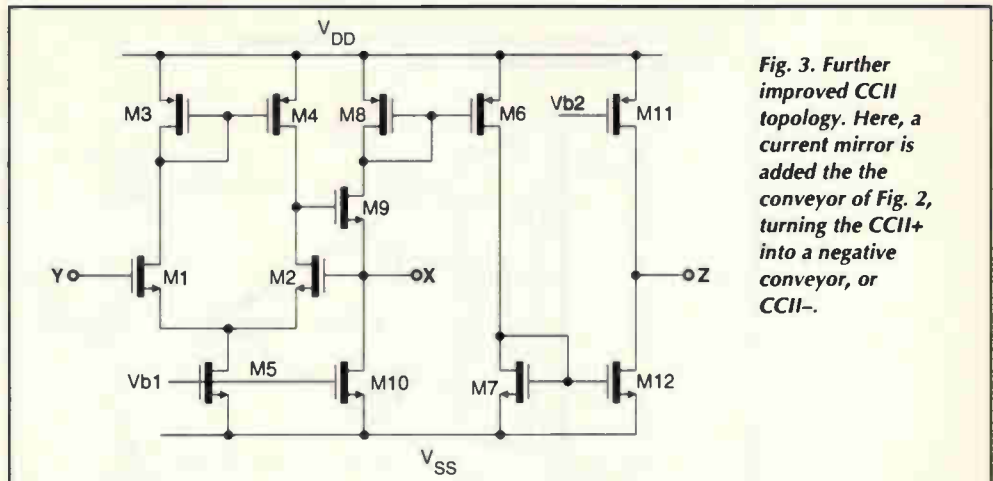 V_DD
M3
M4
M8
M6
Vb2
M11
M9
Y
M1
M2
X
Z
Vb1
M5
M10
M7
M12
V_SS
Fig. 3. Further
improved CCII
topology. Here, a
current mirror is
added the the
conveyor of Fig. 2,
turning the CCII+
into a negative
conveyor, or
CCII–.